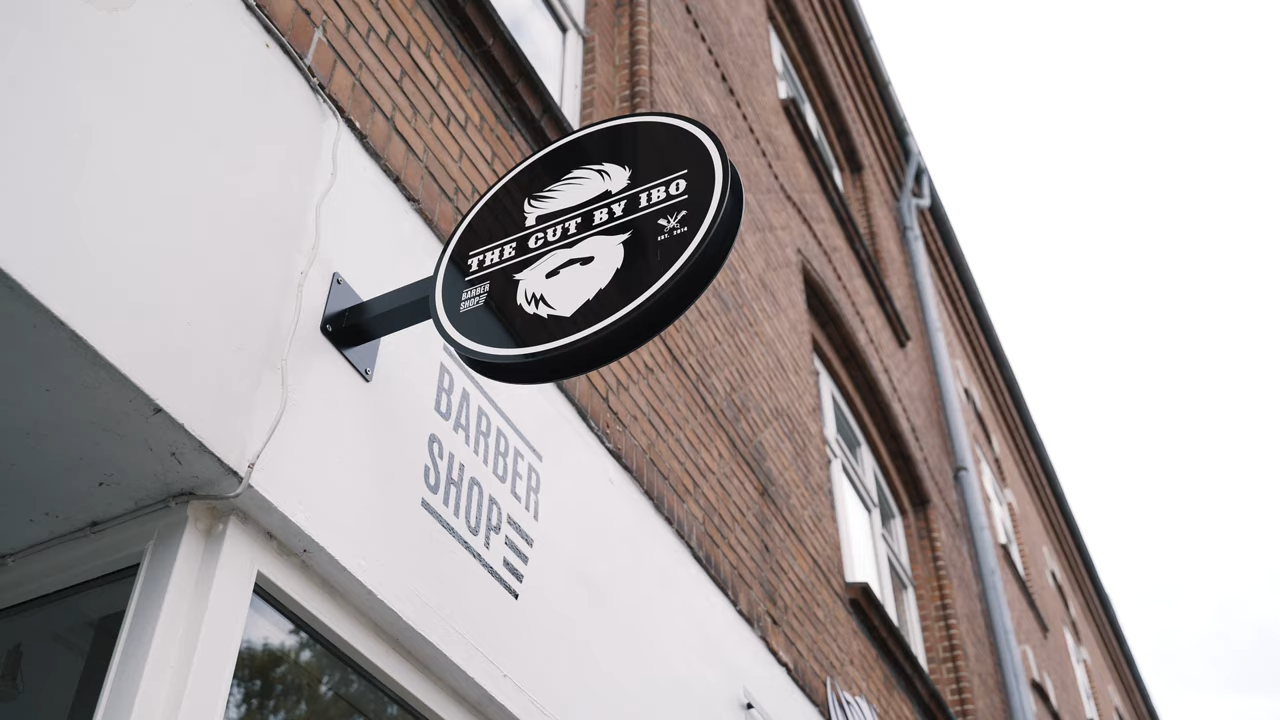 THE CUT BY IBO
EST. 2016
BARBER
SHOP
BARBER
SHOP